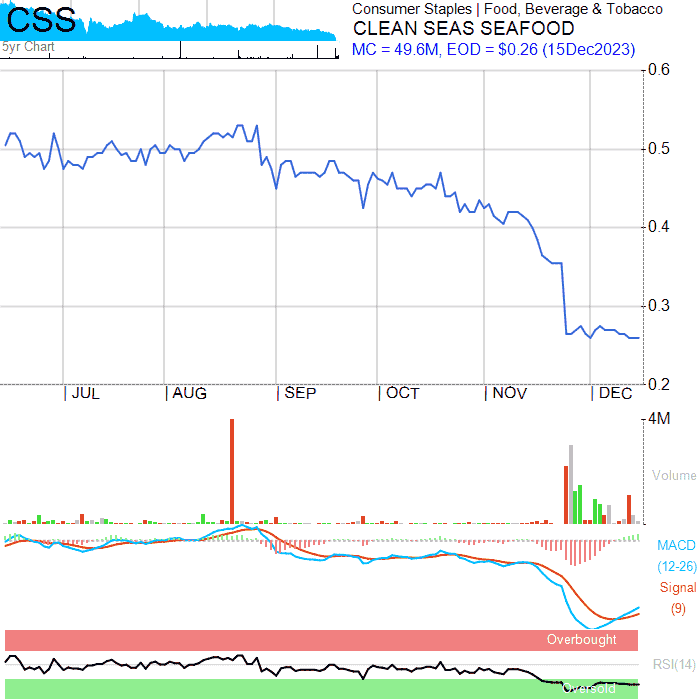 CSS
5yr Chart
Consumer Staples | Food, Beverage & Tobacco
CLEAN SEAS SEAFOOD
MC = 49.6M, EOD = $0.26 (15Dec2023)
0.6
0.5
0.4
0.3
0.2
JUL AUG SEP OCT NOV DEC
4M
Volume
MACD
(12-26)
Signal
(9)
Overbought
RSI(14)
Oversold